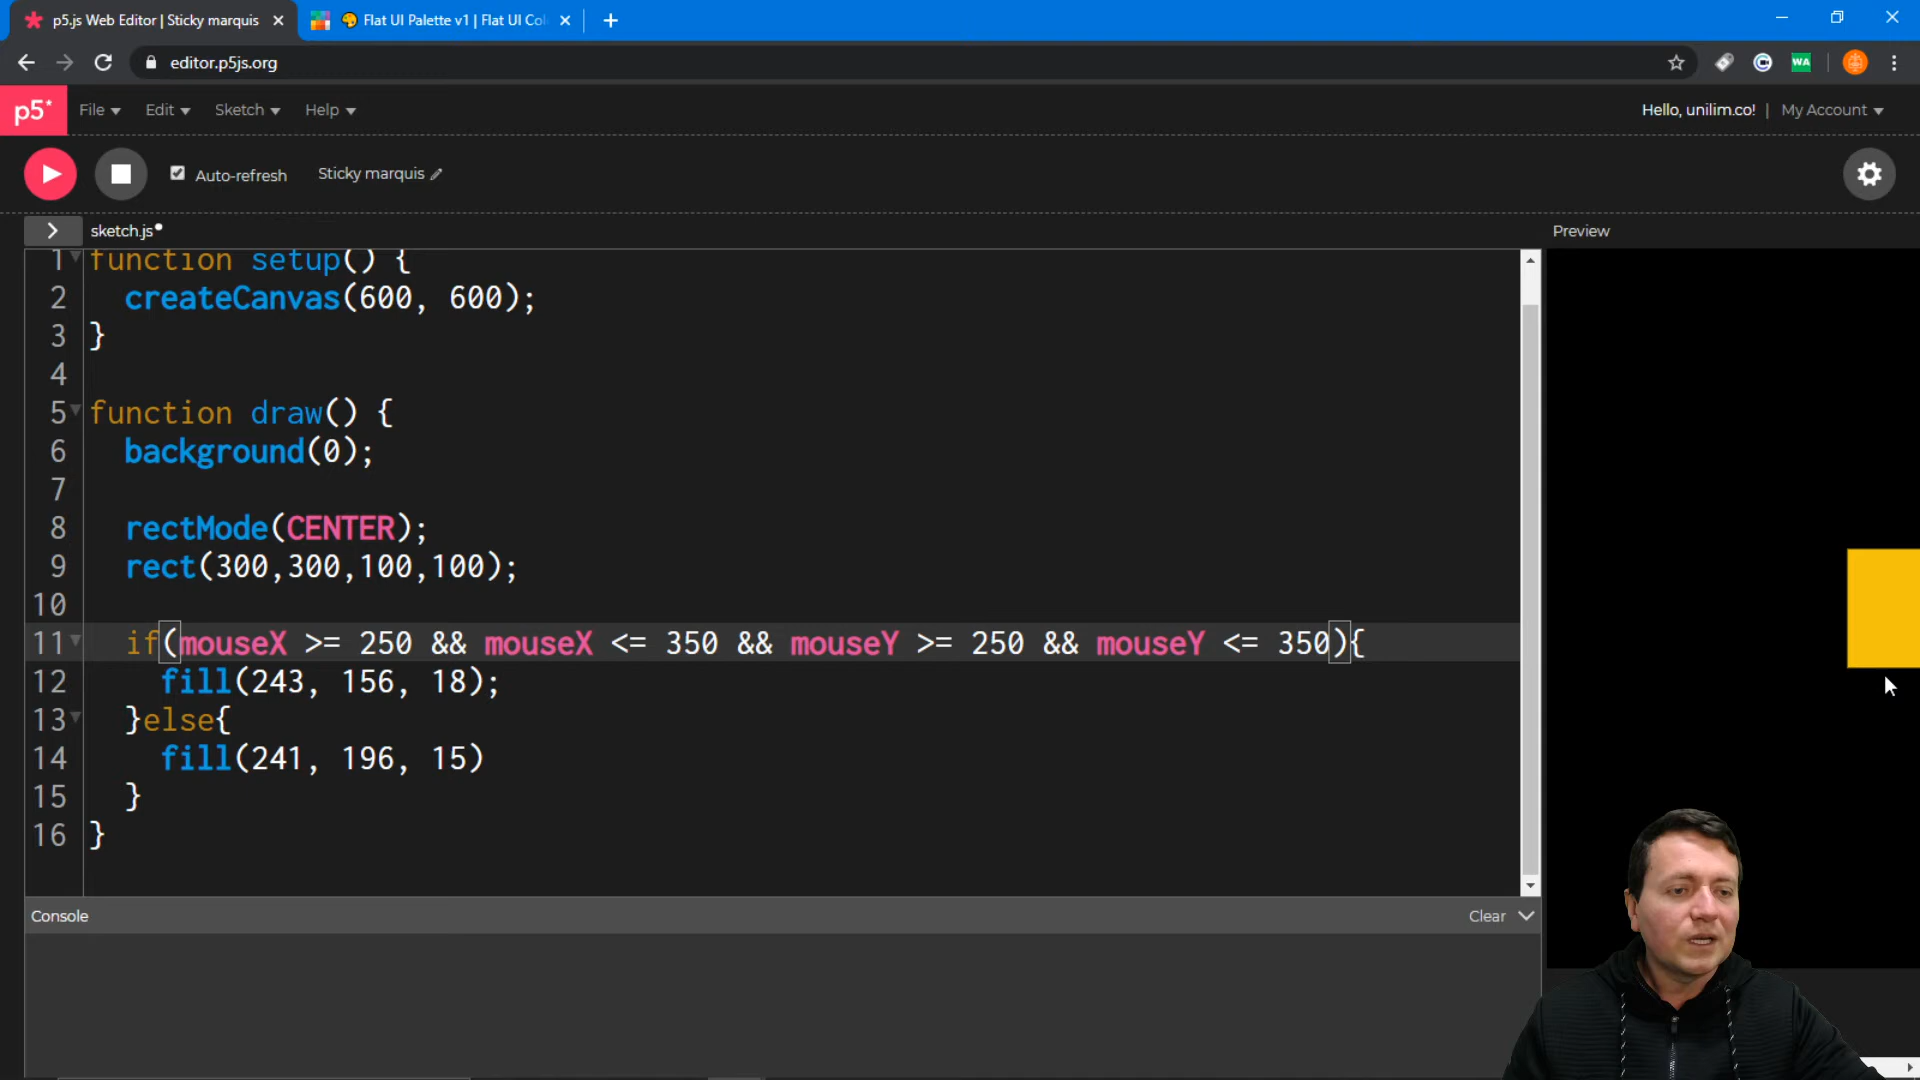 p5.js Web Editor | Sticky marquis
Flat UI Palette v1 | Flat UI Col
editor.p5js.org
WA
p5*
File
Edit
Sketch
Help
Hello, unilim.co! | My Account
Auto-refresh
Sticky marquis
sketch.js
Preview
1 function setup() {
2 createCanvas(600, 600);
3 }
4
5 function draw() {
6 background(0);
7
8 rectMode(CENTER);
9 rect(300,300,100,100);
10
11 if(mouseX >= 250 && mouseX <= 350 && mouseY >= 250 && mouseY <= 350){
12 fill(243, 156, 18);
13 }else{
14 fill(241, 196, 15)
15 }
16 }
Console
Clear